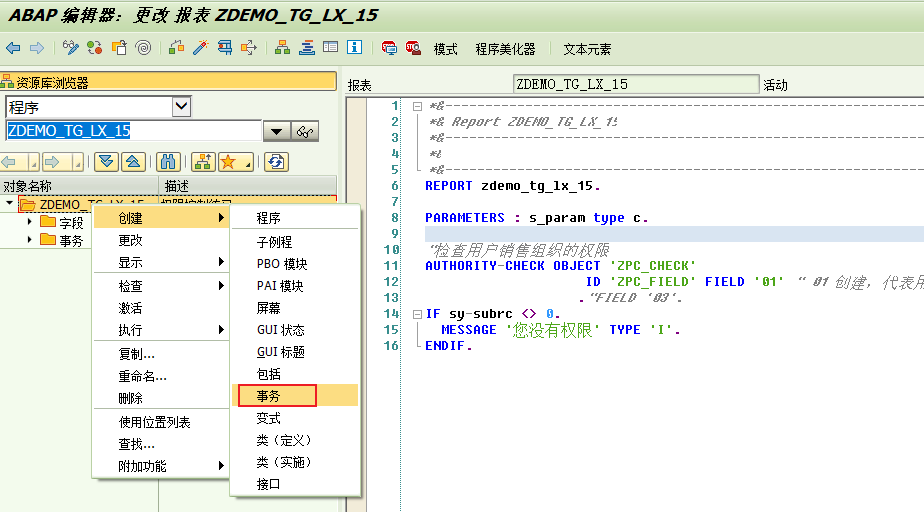 ABAP 编辑器：更改 报表 ZDEMO_TG_LX_15
模式 程序美化器 文本元素
资源库浏览器
程序
ZDEMO_TG_LX_15
对象名称 描述
ZDEMO_TG_LX_15 权限控制练习
字段
事务
创建
更改
显示
检查
激活
执行
复制...
重命名...
删除
使用位置列表
查找...
附加功能
程序
子例程
PBO 模块
PAI 模块
屏幕
GUI 状态
GUI 标题
包括
事务
变式
类（定义）
类（实施）
接口
报表 ZDEMO_TG_LX_15 活动
1 *&---------------------------------------------------------------------
2 *& Report ZDEMO_TG_LX_15
3 *&---------------------------------------------------------------------
4 *&
5 *&---------------------------------------------------------------------
6 REPORT zdemo_tg_lx_15.
7
8 PARAMETERS : s_param type c.
9
10 "检查用户销售组织的权限
11 AUTHORITY-CHECK OBJECT 'ZPC_CHECK'
12 ID 'ZPC_FIELD' FIELD '01' " 01 创建，代表用
13 ."FIELD '03'.
14 IF sy-subrc <> 0.
15 MESSAGE '您没有权限' TYPE 'I'.
16 ENDIF.